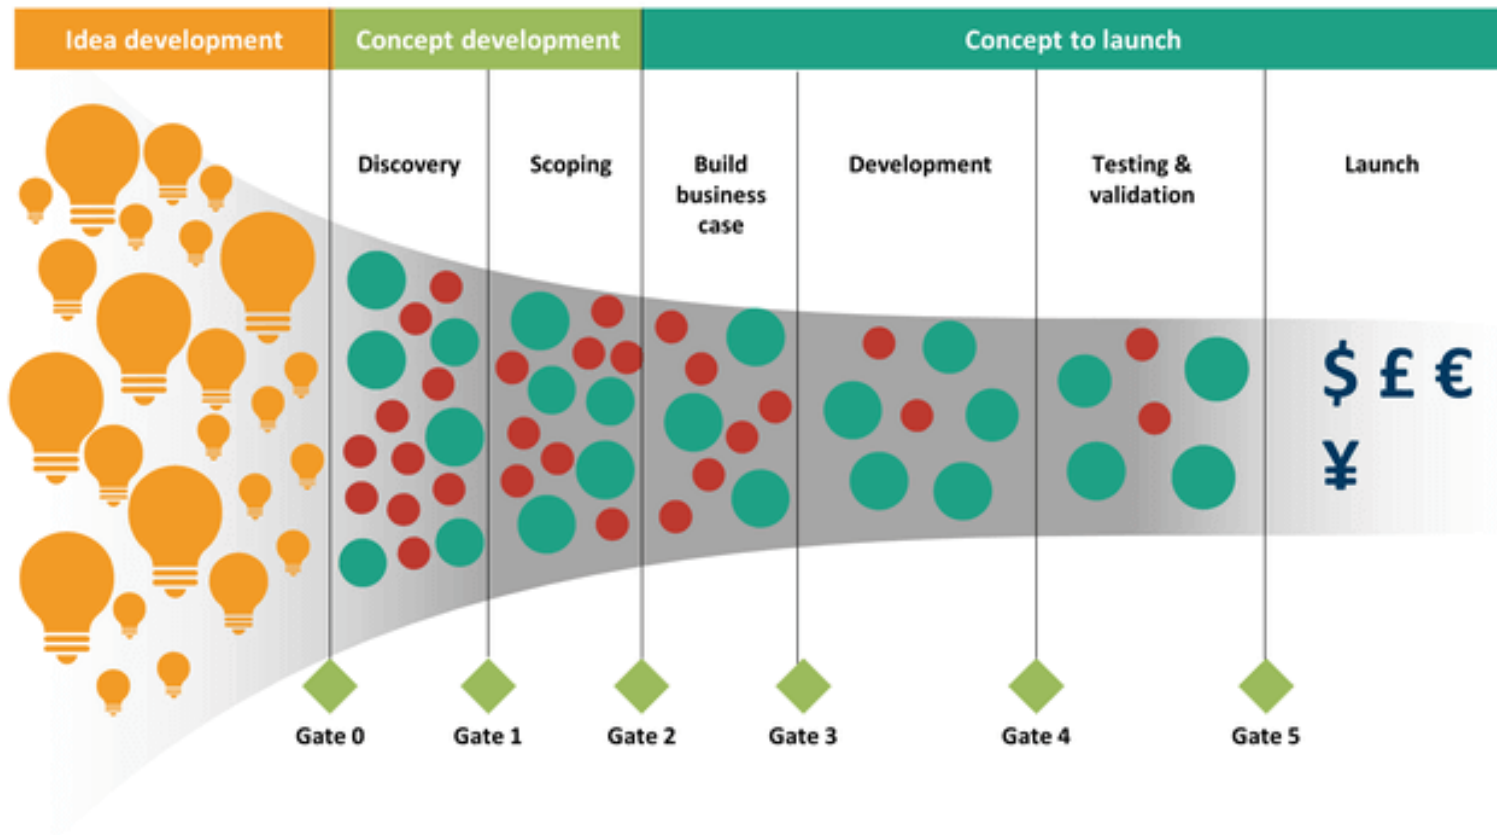 Idea development
Concept development
Concept to launch
Discovery
Scoping
Build
business
case
Development
Testing &
validation
Launch
$ £ €
¥
Gate 0
Gate 1
Gate 2
Gate 3
Gate 4
Gate 5